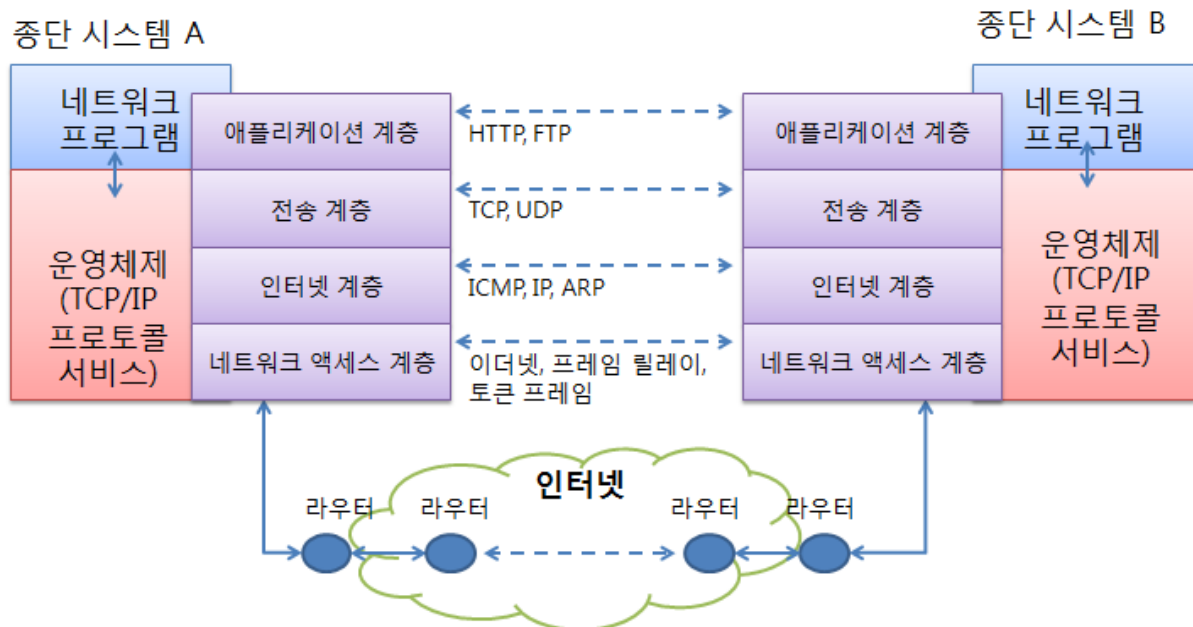 종단 시스템 A
종단 시스템 B
네트워크
프로그램
애플리케이션 계층
HTTP, FTP
애플리케이션 계층
네트워크
프로그램
전송 계층
TCP, UDP
전송 계층
운영체제
(TCP/IP
프로토콜
서비스)
인터넷 계층
ICMP, IP, ARP
인터넷 계층
운영체제
(TCP/IP
프로토콜
서비스)
네트워크 액세스 계층
이더넷, 프레임 릴레이,
토큰 프레임
네트워크 액세스 계층
인터넷
라우터
라우터
라우터
라우터